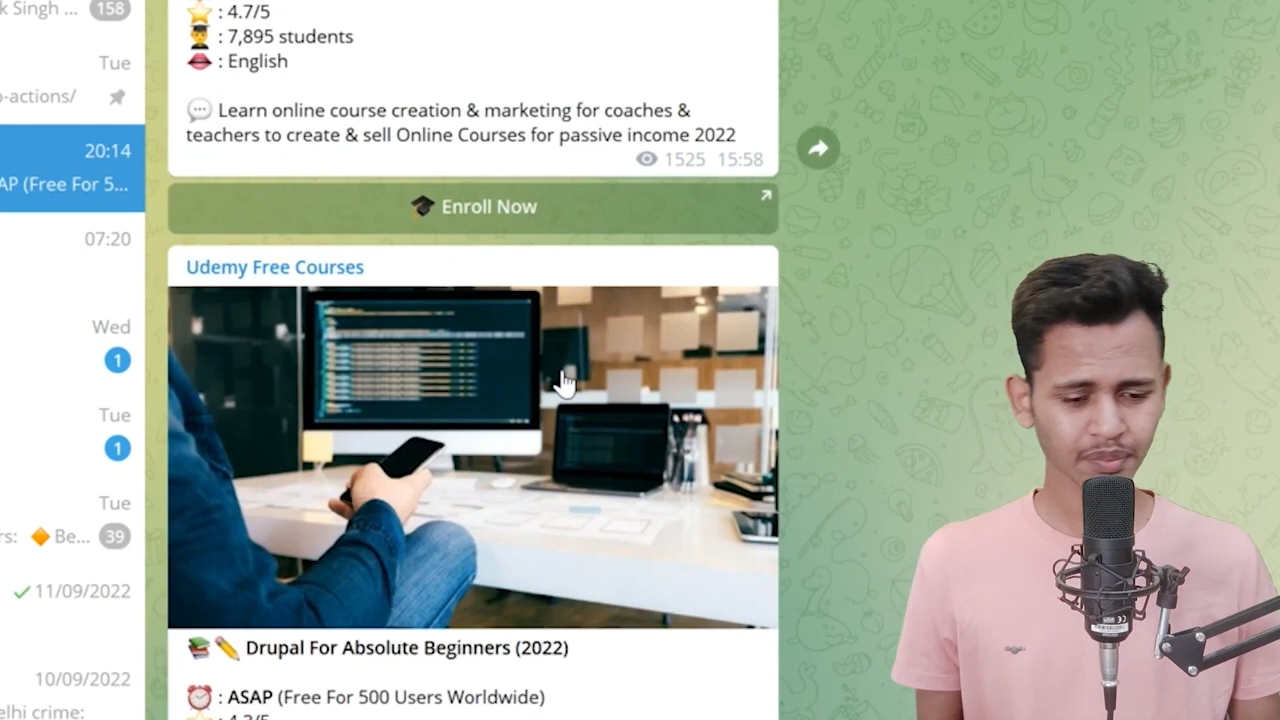 k Singh ... 158
Tue
o-actions/
20:14
AP (Free For 5...
07:20
Wed
1
Tue
1
Tue
rs: Be... 39
11/09/2022
10/09/2022
elhi crime:
: 4.7/5
: 7,895 students
: English
Learn online course creation & marketing for coaches &
teachers to create & sell Online Courses for passive income 2022
1525 15:58
Enroll Now
Udemy Free Courses
Drupal For Absolute Beginners (2022)
: ASAP (Free For 500 Users Worldwide)